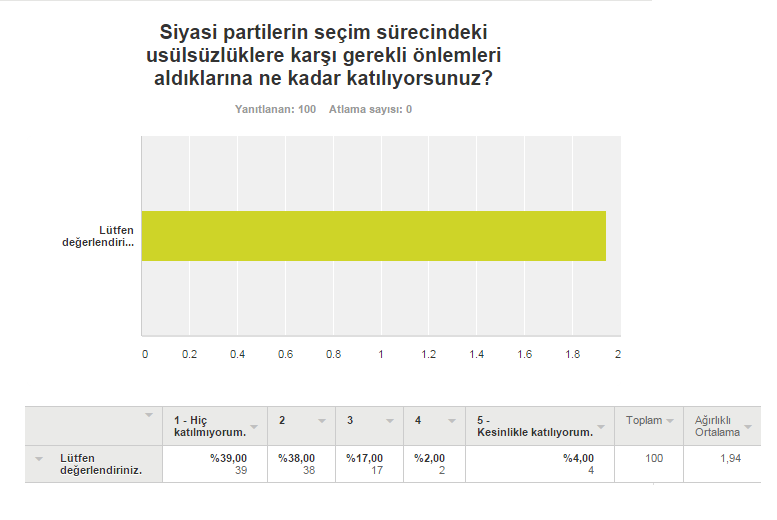 Siyasi partilerin seçim sürecindeki
usülsüzlüklere karşı gerekli önlemleri
aldıklarına ne kadar katılıyorsunuz?
Yanıtlanan: 100 Atlama sayısı: 0
Lütfen
değerlendiri...
0 0.2 0.4 0.6 0.8 1 1.2 1.4 1.6 1.8 2
1 - Hiç
katılmıyorum.
2
3
4
5 -
Kesinlikle katılıyorum.
Toplam
Ağırlıklı
Ortalama
Lütfen
değerlendiriniz.
%39,00 %38,00 %17,00 %2,00 %4,00
39 38 17 2 4 100 1,94